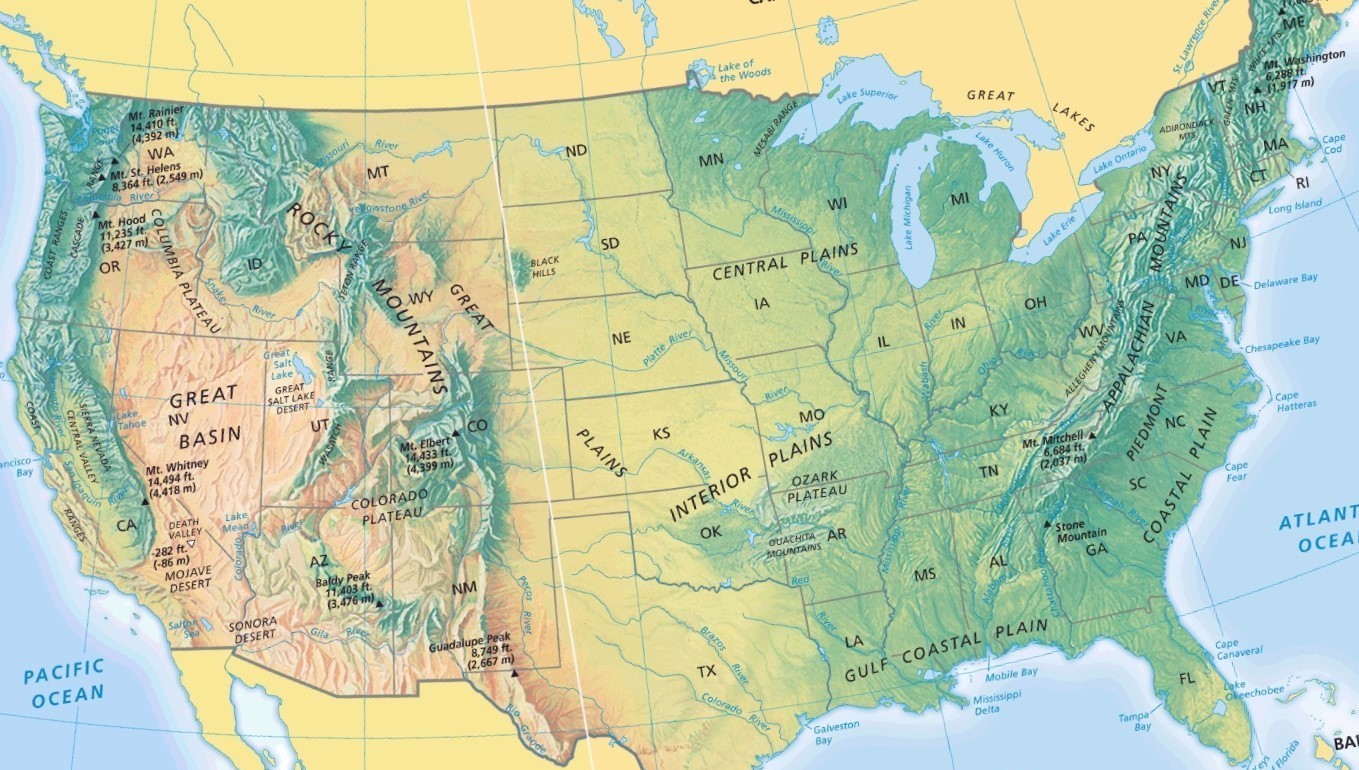 Lake of
the Woods
GREAT
LAKES
St. Lawrence River
ME
WHITE MTS.
Mt. Washington
6,288 ft.
(1,917 m)
VT
NH
GREEN MTS.
ADIRONDACK
MTS.
MA
Cape
Cod
CT
RI
NY
Long Island
Lake Superior
MESABI RANGE
Lake Huron
Lake Ontario
Lake Michigan
Lake Erie
Mt. Rainier
14,410 ft.
(4,392 m)
WA
RANGE
Mt. St. Helens
8,364 ft. (2,549 m)
Columbia River
Missouri River
MT
Yellowstone River
ND
MN
WI
MI
Mississippi
River
COAST RANGES
CASCADE
Mt. Hood
11,235 ft.
(3,427 m)
OR
COLUMBIA PLATEAU
ID
Snake River
ROCKY
MOUNTAINS
TETON RANGE
WY
GREAT
PLAINS
BLACK
HILLS
SD
CENTRAL PLAINS
IA
NE
Platte River
Missouri
River
IL
IN
OH
River
Wabash
Ohio
PA
NJ
MD
DE
Delaware Bay
WV
VA
Chesapeake Bay
ALLEGHENY MOUNTAINS
APPALACHIAN
MOUNTAINS
Great
Salt
Lake
GREAT
SALT LAKE
DESERT
GREAT
NV
BASIN
UT
WASATCH
RANGE
Lake
Tahoe
COAST
RANGES
CENTRAL VALLEY
SIERRA NEVADA
ancisco
Bay
Joaquin
River
Mt. Whitney
14,494 ft.
(4,418 m)
CA
DEATH
VALLEY
-282 ft.
(-86 m)
MOJAVE
DESERT
Lake
Mead
Colorado
River
Mt. Elbert
14,433 ft.
(4,399 m)
CO
COLORADO
PLATEAU
KS
Arkansas
River
MO
INTERIOR PLAINS
OZARK
PLATEAU
OK
OUACHITA
MOUNTAINS
AR
KY
TN
Mt. Mitchell
6,684 ft.
(2,037 m)
PIEDMONT
NC
SC
COASTAL PLAIN
Cape
Hatteras
Cape
Fear
ATLANT
OCEA
Stone
Mountain
GA
AL
MS
Mississippi
AZ
Baldy Peak
11,403 ft.
(3,476 m)
NM
Pecos
River
Salton
Sea
SONORA
DESERT
Gila River
Guadalupe Peak
8,749 ft.
(2,667 m)
Rio Grande
PACIFIC
OCEAN
Red
River
Brazos
River
TX
Colorado River
LA
GULF COASTAL PLAIN
Galveston
Bay
Mobile Bay
Mississippi
Delta
FL
Cape
Canaveral
Lake
Okeechobee
Tampa
Bay
Florida
BA